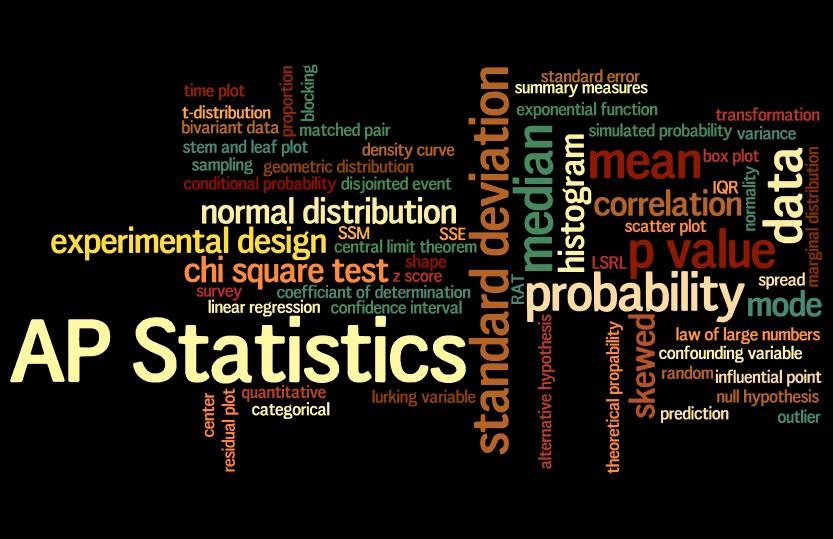 time plot
proportion
blocking
t-distribution
bivariate data
matched pair
stem and leaf plot
density curve
sampling
geometric distribution
conditional probability
disjointed event
normal distribution
experimental design
SSM
SSE
central limit theorem
chi square test
shape
z score
survey
coefficiant of determination
linear regression
confidence interval
AP Statistics
center
residual plot
quantitative
categorical
lurking variable
standard deviation
standard error
summary measures
exponential function
transformation
simulated probability
variance
median
histogram
mean
box plot
IQR
normality
data
marginal distribution
correlation
scatter plot
LSRL
p value
RAT
probability
spread
mode
alternative hypothesis
theoretical propability
skewed
law of large numbers
confounding variable
random
influential point
null hypothesis
prediction
outlier